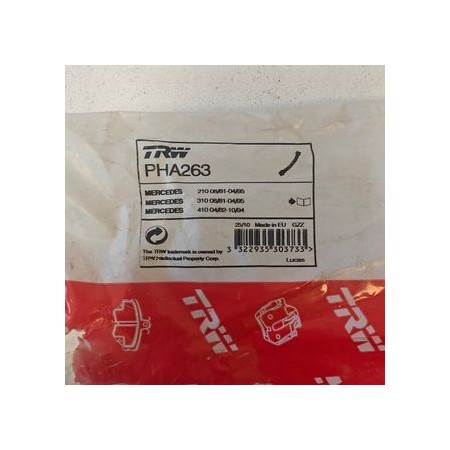 TRW
PHA263
MERCEDES 210 08/81-04/95
MERCEDES 310 08/81-04/95
MERCEDES 410 04/82-10/94
25/10 Made in EU GZZ
The TRW trademark is owned by
TRW Intellectual Property Corp.
3 322935 303733 >
Lucas
TRW
TRW